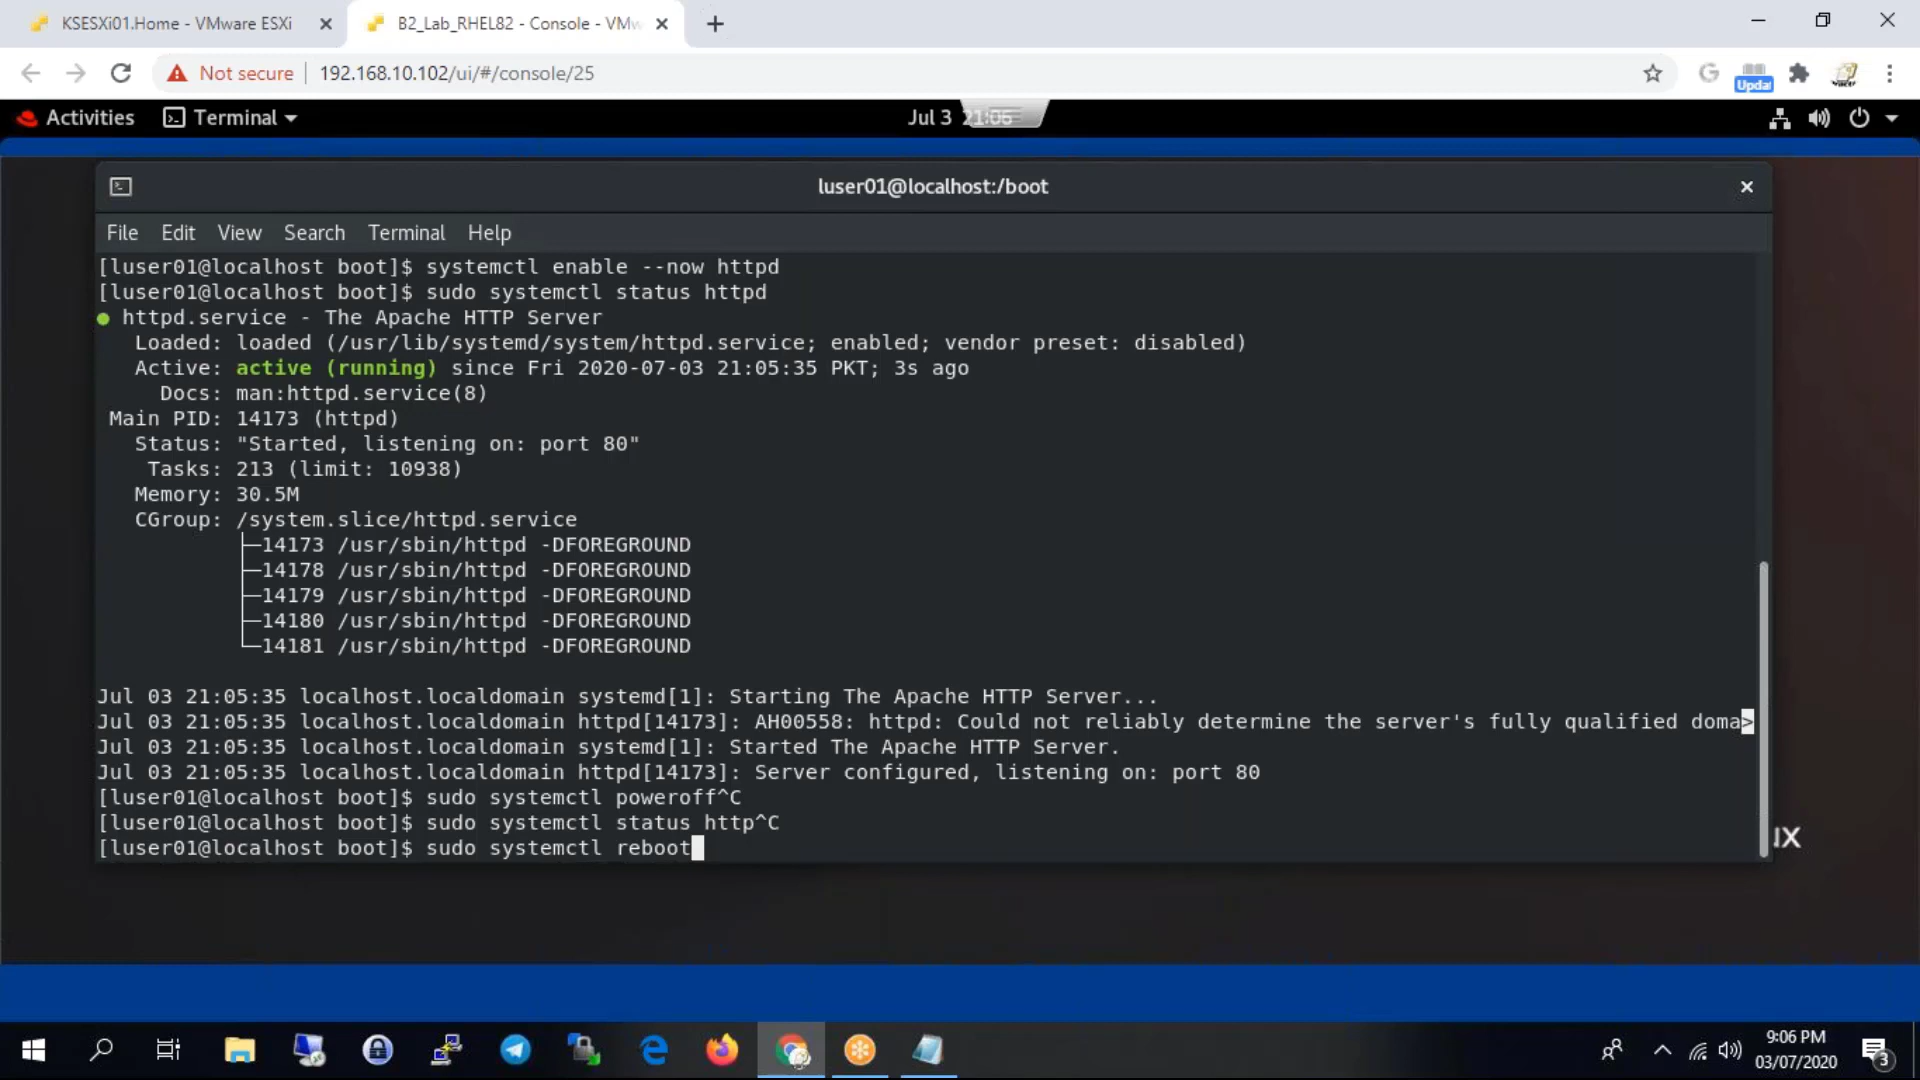 KSESXi01.Home - VMware ESXi
B2_Lab_RHEL82 - Console - VMw
Not secure
192.168.10.102/ui/#/console/25
Updat
Activities
Terminal
Jul 3 21:06
luser01@localhost:/boot
File Edit View Search Terminal Help
[luser01@localhost boot]$ systemctl enable --now httpd
[luser01@localhost boot]$ sudo systemctl status httpd
● httpd.service - The Apache HTTP Server
Loaded: loaded (/usr/lib/systemd/system/httpd.service; enabled; vendor preset: disabled)
Active: active (running) since Fri 2020-07-03 21:05:35 PKT; 3s ago
Docs: man:httpd.service(8)
Main PID: 14173 (httpd)
Status: "Started, listening on: port 80"
Tasks: 213 (limit: 10938)
Memory: 30.5M
CGroup: /system.slice/httpd.service
├─14173 /usr/sbin/httpd -DFOREGROUND
├─14178 /usr/sbin/httpd -DFOREGROUND
├─14179 /usr/sbin/httpd -DFOREGROUND
├─14180 /usr/sbin/httpd -DFOREGROUND
└─14181 /usr/sbin/httpd -DFOREGROUND
Jul 03 21:05:35 localhost.localdomain systemd[1]: Starting The Apache HTTP Server...
Jul 03 21:05:35 localhost.localdomain httpd[14173]: AH00558: httpd: Could not reliably determine the server's fully qualified doma>
Jul 03 21:05:35 localhost.localdomain systemd[1]: Started The Apache HTTP Server.
Jul 03 21:05:35 localhost.localdomain httpd[14173]: Server configured, listening on: port 80
[luser01@localhost boot]$ sudo systemctl poweroff^C
[luser01@localhost boot]$ sudo systemctl status http^C
[luser01@localhost boot]$ sudo systemctl reboot
9:06 PM
03/07/2020
3